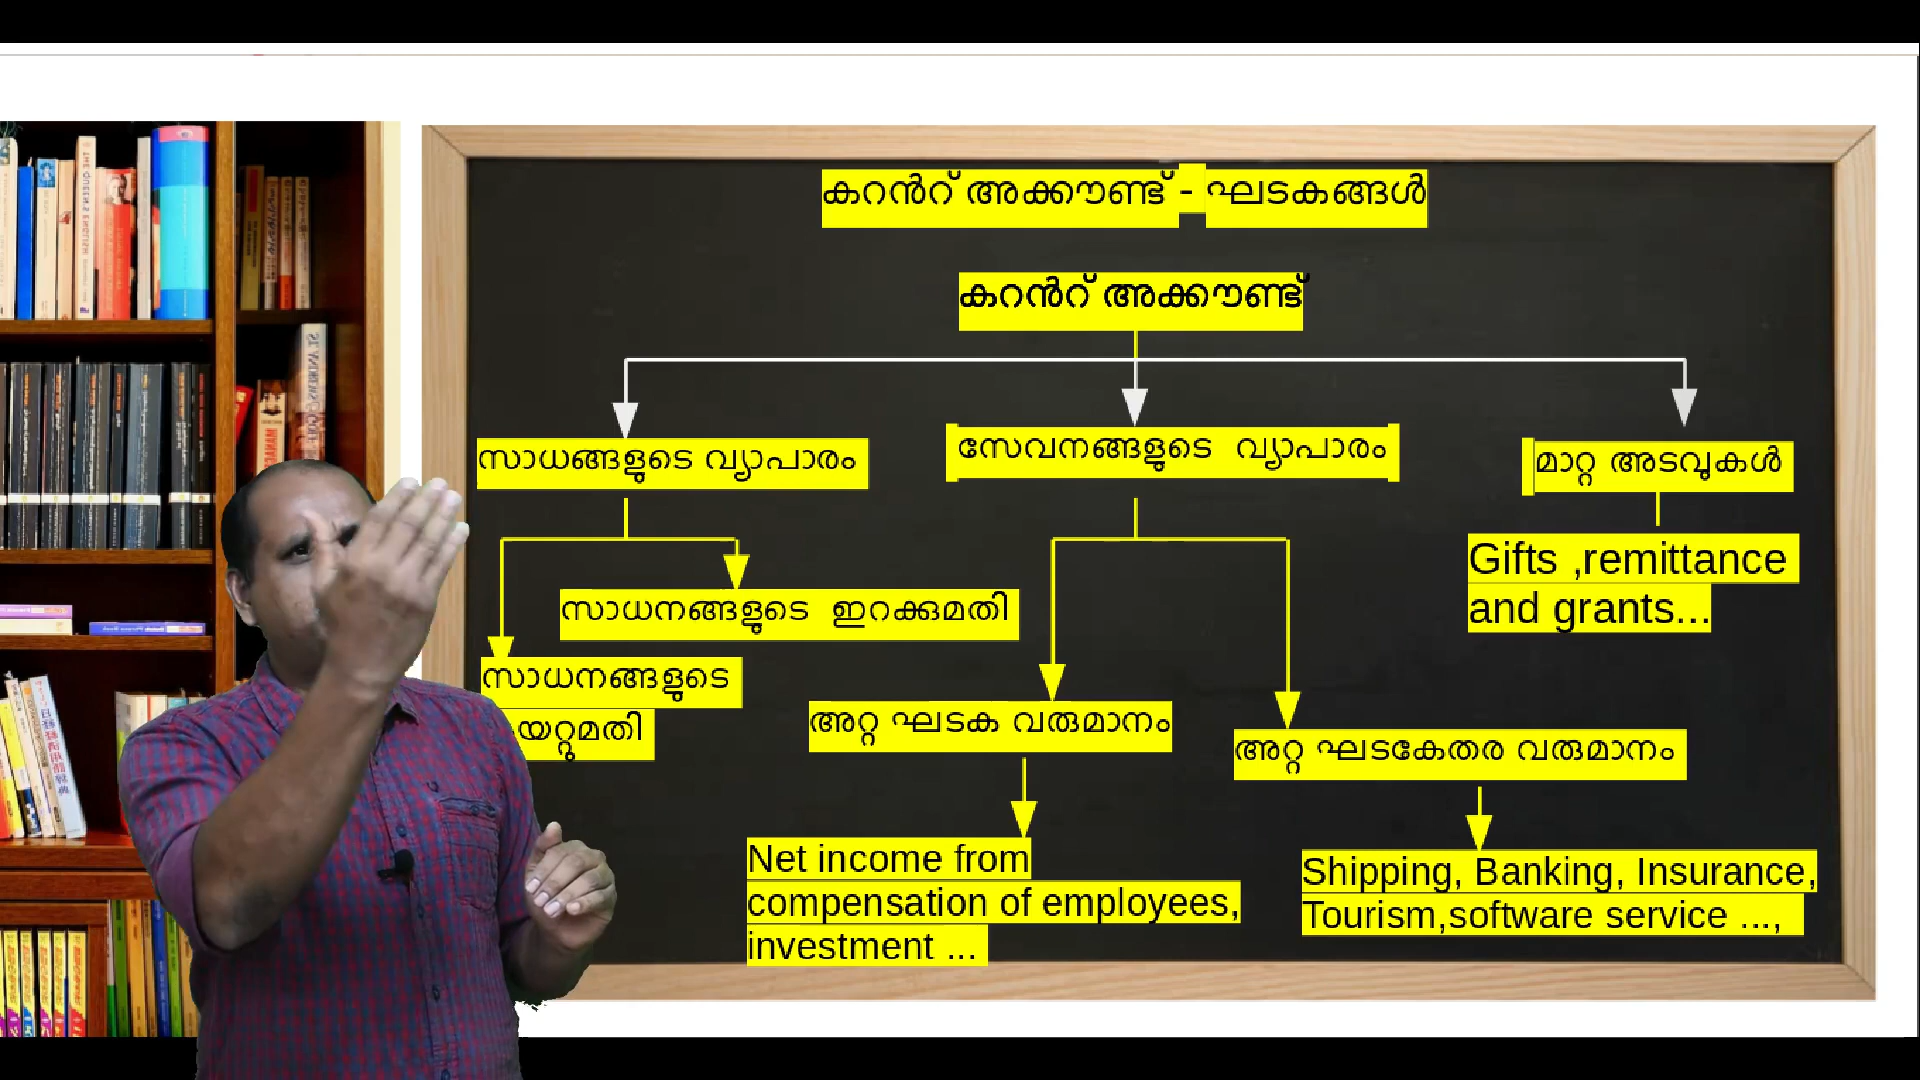 കറൻറ് അക്കൗണ്ട് - ഘടകങ്ങൾ
കറൻറ് അക്കൗണ്ട്
സാധങ്ങളുടെ വ്യാപാരം
സേവനങ്ങളുടെ വ്യാപാരം
മാറ്റ അടവുകൾ
Gifts ,remittance
and grants...
സാധനങ്ങളുടെ ഇറക്കുമതി
സാധനങ്ങളുടെ
യറ്റുമതി
അറ്റ ഘടക വരുമാനം
അറ്റ ഘടകേതര വരുമാനം
Net income from
compensation of employees,
investment ...
Shipping, Banking, Insurance,
Tourism,software service ...,